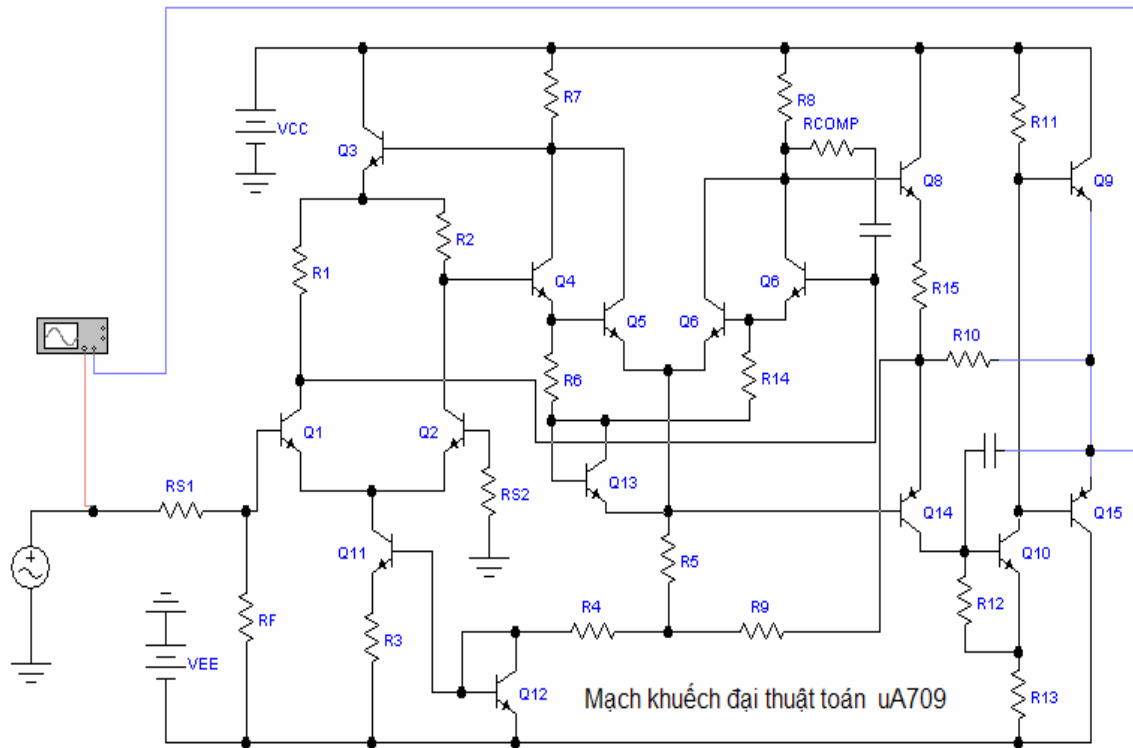 R7
R8
RCOMP
R11
VCC
Q3
Q8
Q9
R2
R1
Q4
Q6
R15
Q5
Q6
R10
R6
R14
Q1
Q2
Q13
RS1
RS2
Q14
Q15
Q11
R5
Q10
R4
R9
R12
RF
R3
VEE
Q12
Mạch khuếch đại thuật toán uA709
R13